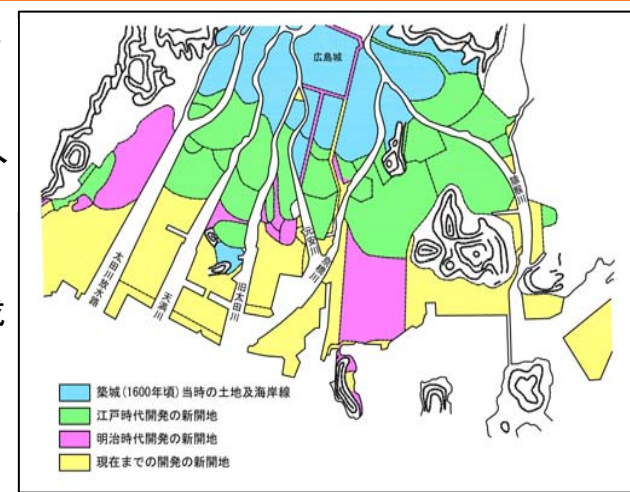 広島城
太田川放水路
天満川
旧太田川
元安川
京橋川
猿猴川
築城(1600年頃)当時の土地及海岸線
江戸時代開発の新開地
明治時代開発の新開地
現在までの開発の新開地